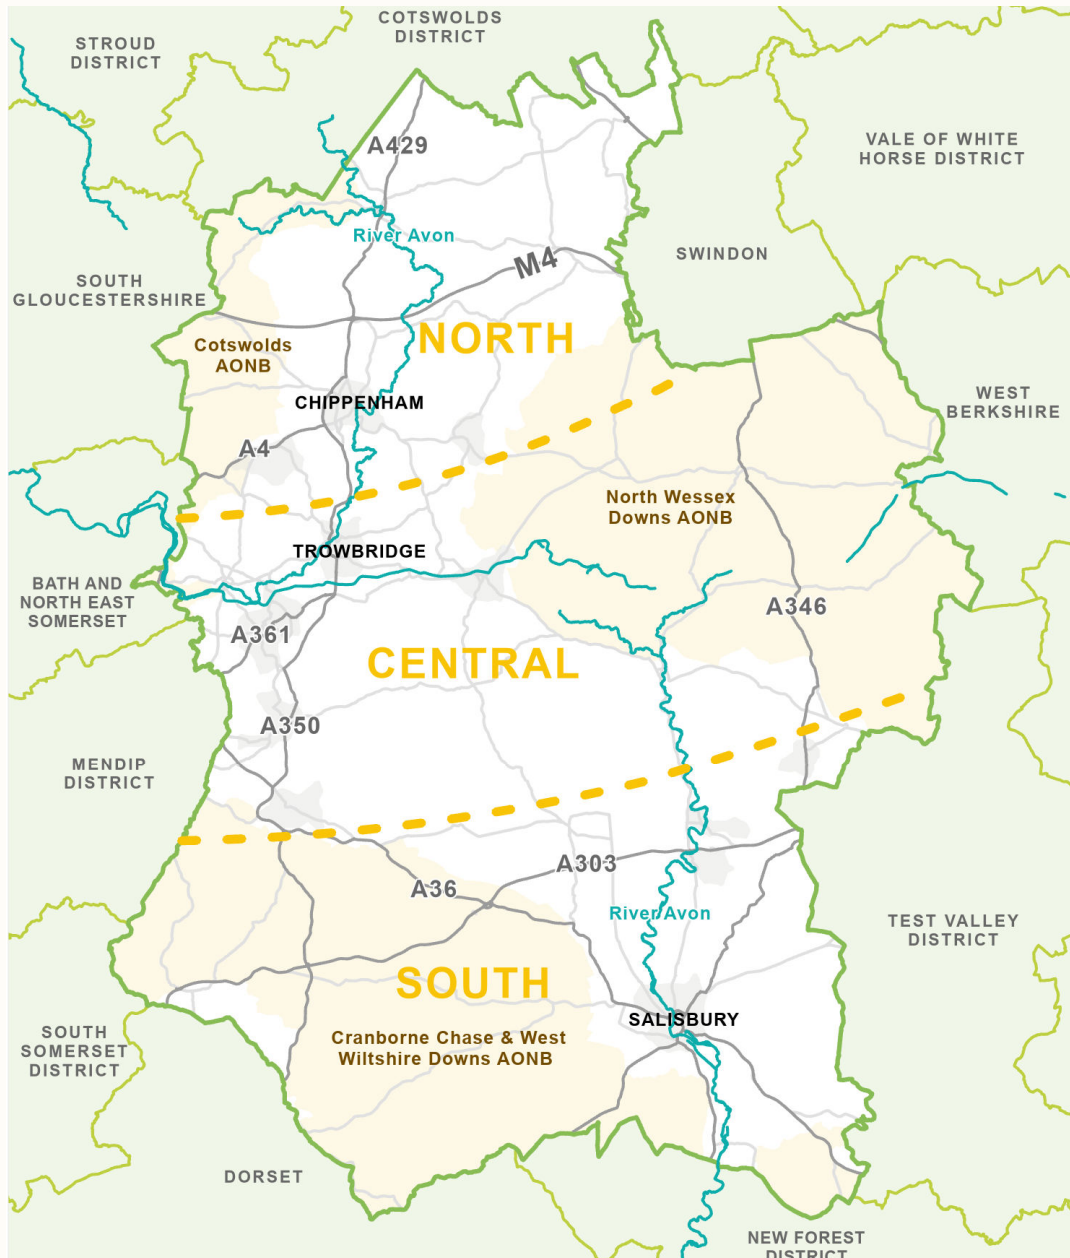 COTSWOLDS
DISTRICT
STROUD
DISTRICT
A429
VALE OF WHITE
HORSE DISTRICT
River Avon
SWINDON
M4
SOUTH
GLOUCESTERSHIRE
NORTH
Cotswolds
AONB
CHIPPENHAM
WEST
BERKSHIRE
A4
North Wessex
Downs AONB
TROWBRIDGE
BATH AND
NORTH EAST
SOMERSET
A346
A361
CENTRAL
A350
MENDIP
DISTRICT
A303
A36
River Avon
TEST VALLEY
DISTRICT
SOUTH
SALISBURY
Cranborne Chase & West
Wiltshire Downs AONB
SOUTH
SOMERSET
DISTRICT
DORSET
NEW FOREST
DISTRICT